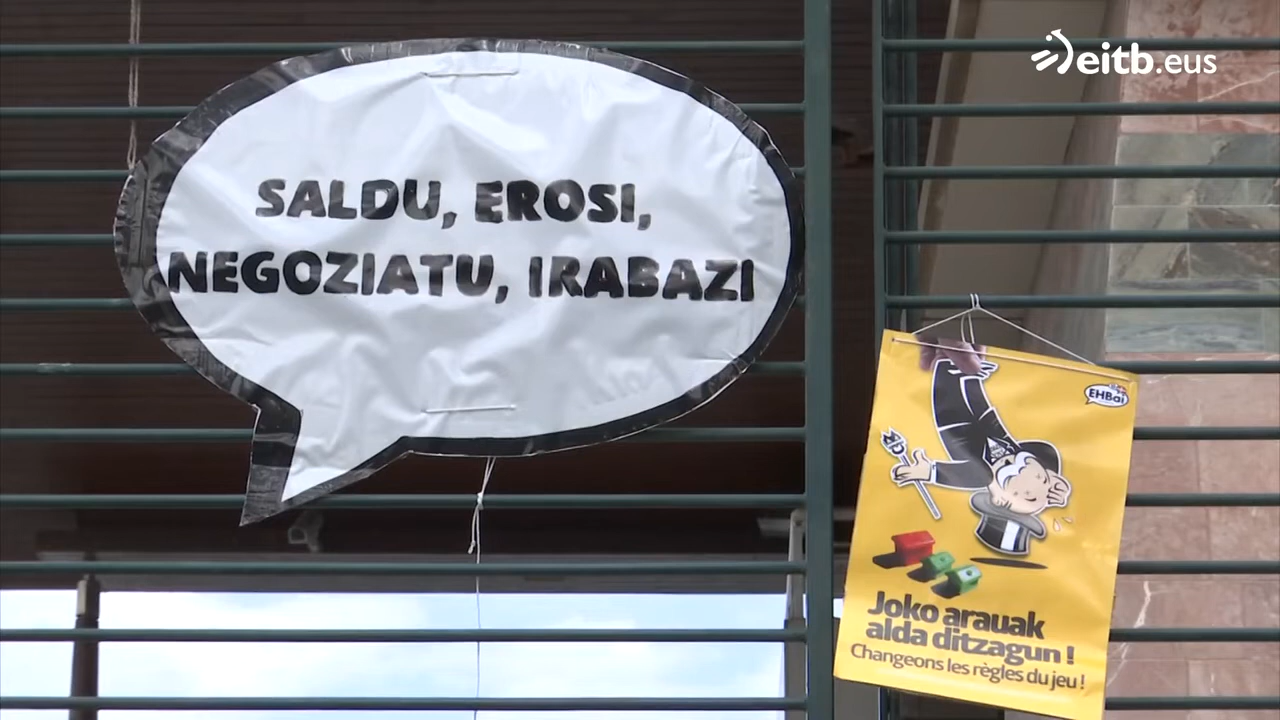 eitb.eus
SALDU, EROSI,
NEGOZIATU, IRABAZI
EHBai
Joko arauak
alda ditzagun !
Changeons les règles du jeu !